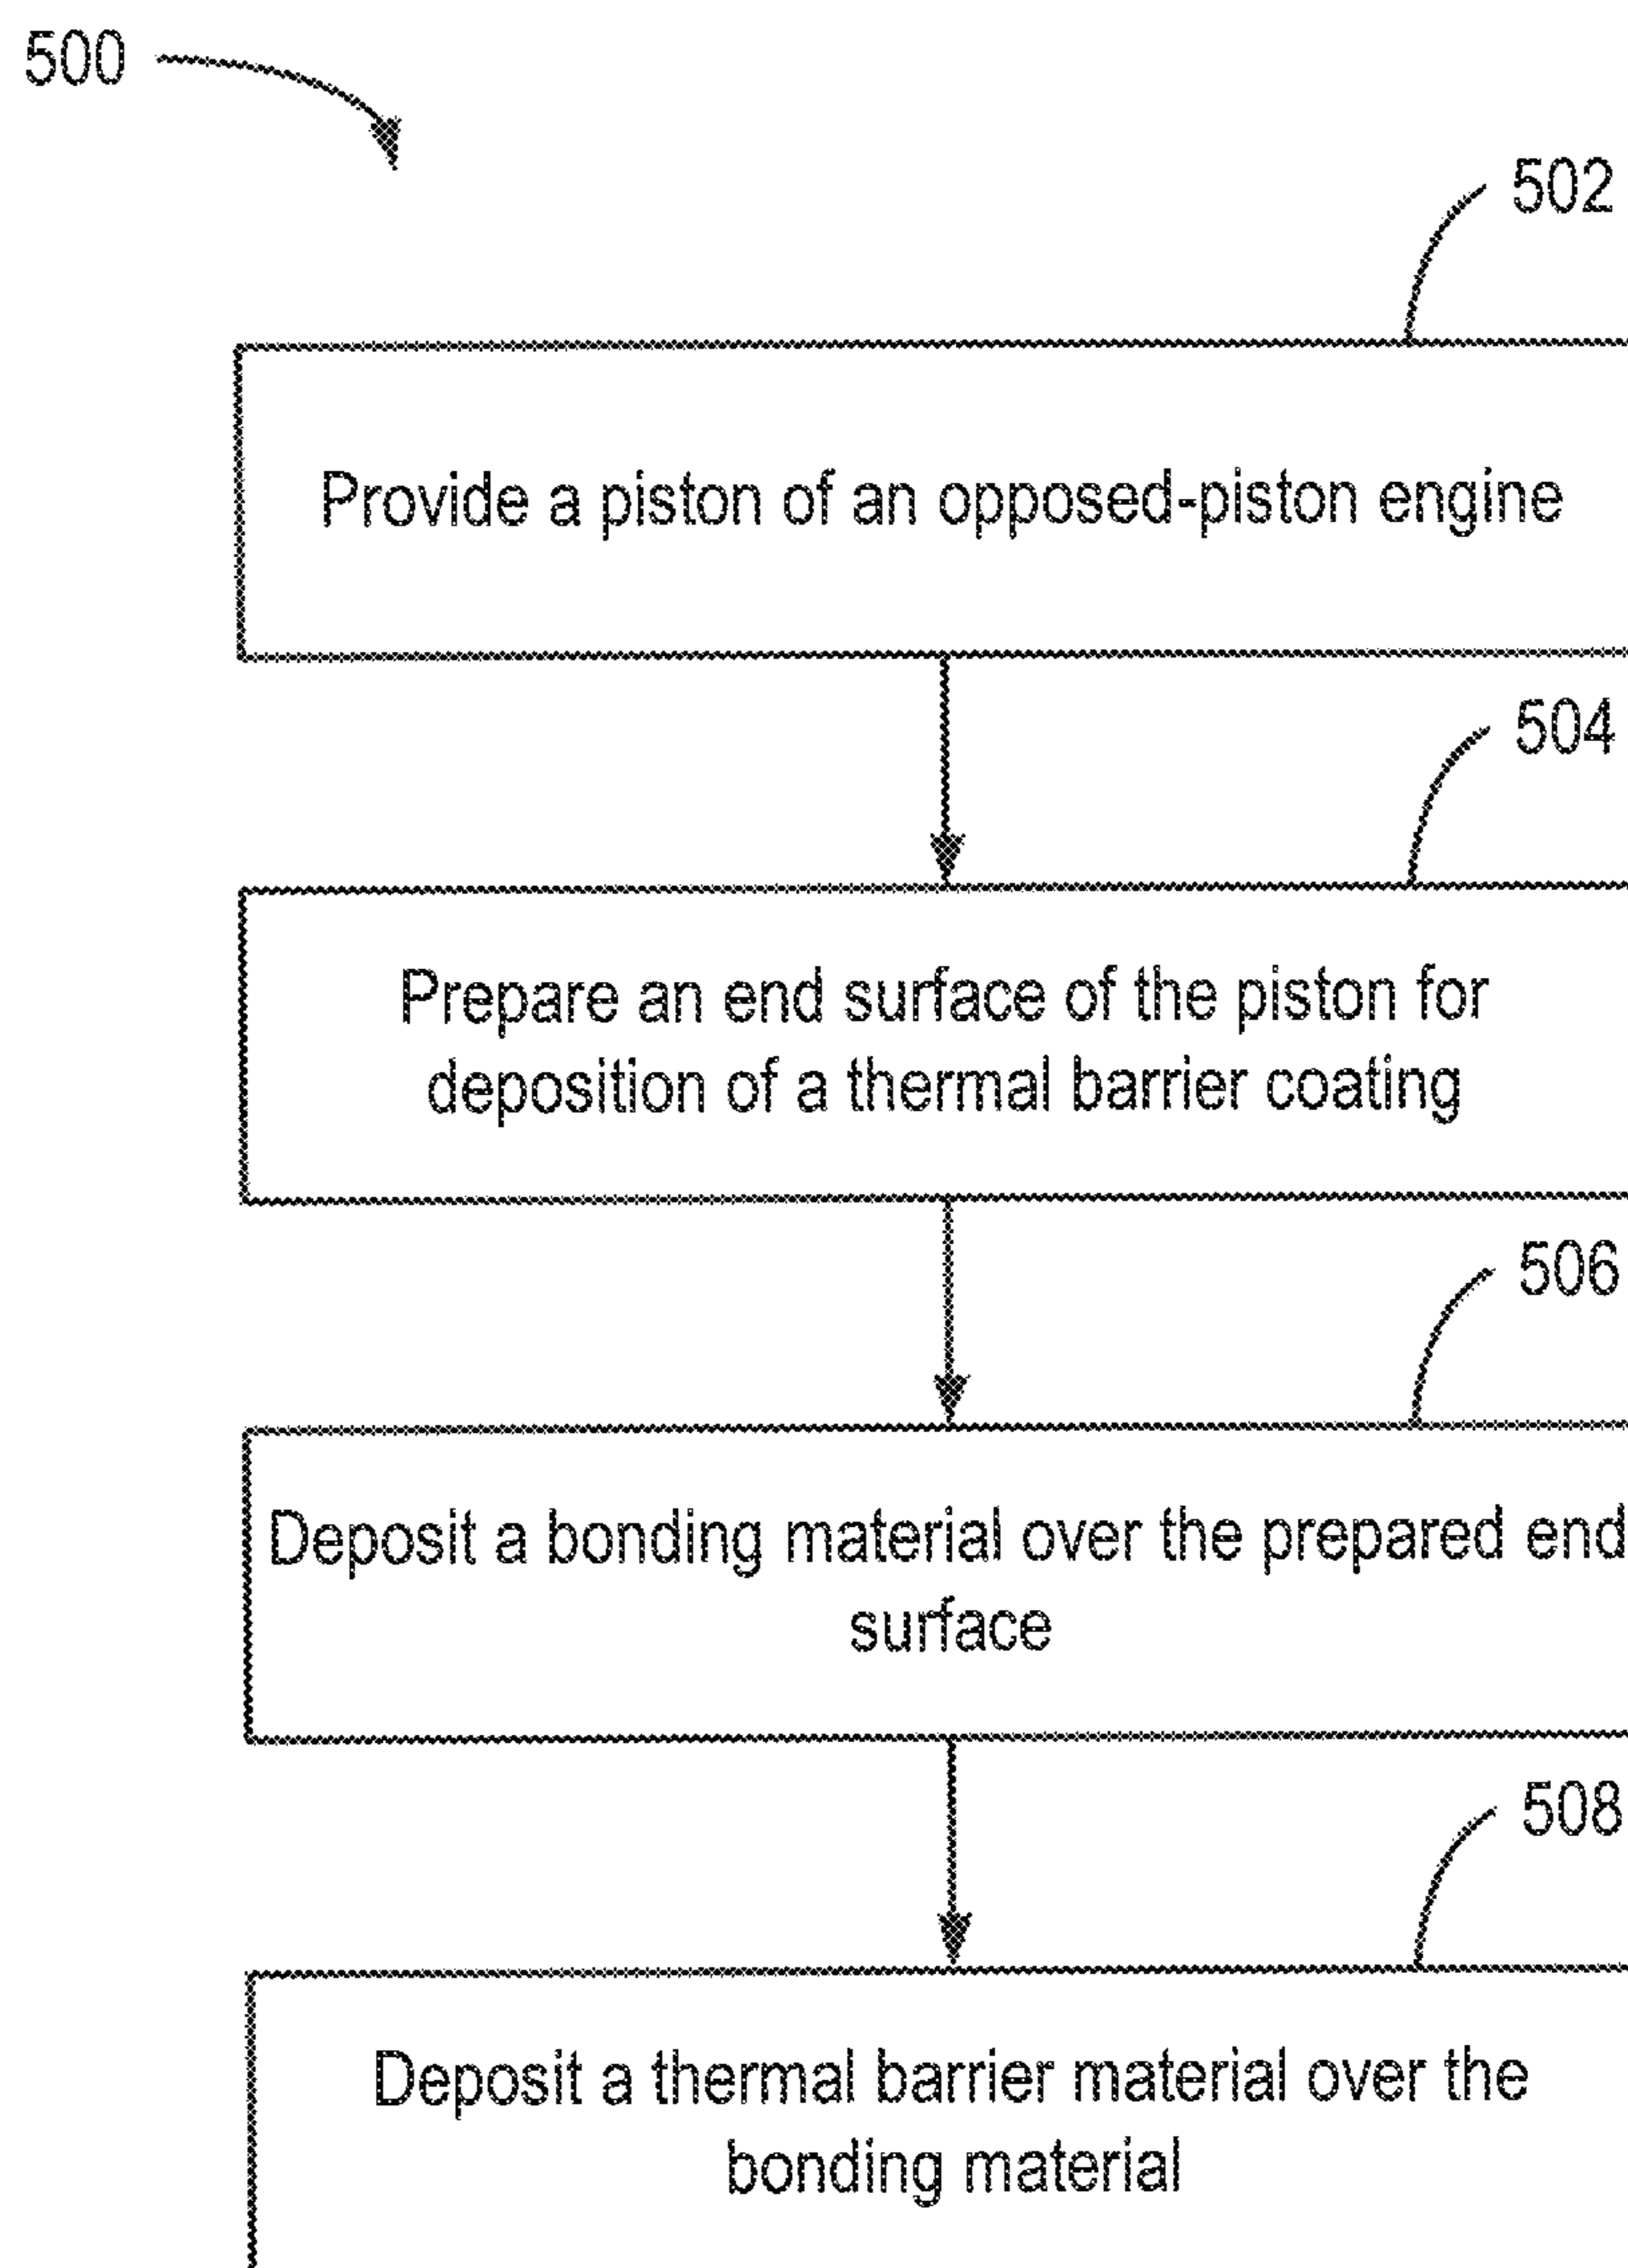 500
502
Provide a piston of an opposed-piston engine
504
Prepare an end surface of the piston for
deposition of a thermal barrier coating
506
Deposit a bonding material over the prepared end
surface
508
Deposit a thermal barrier material over the
bonding material